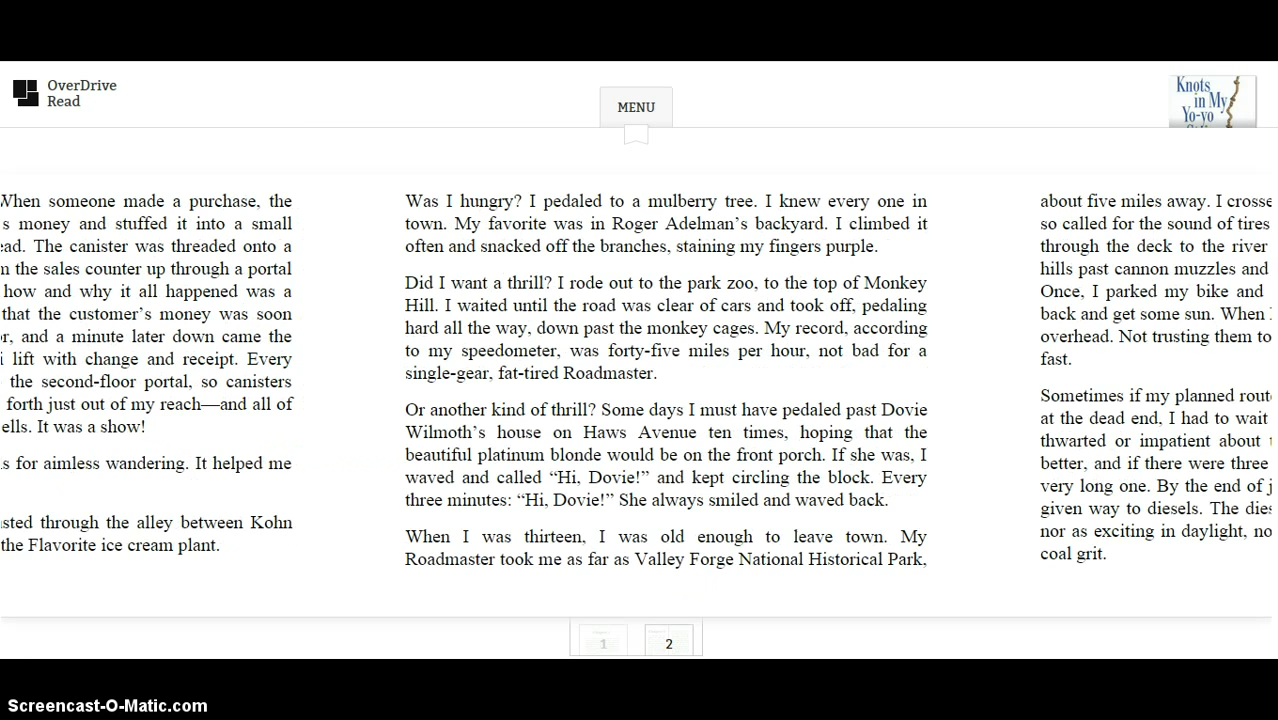 OverDrive
Read
MENU
Knots
in My
Yo-yo
When someone made a purchase, the
s money and stuffed it into a small
ead. The canister was threaded onto a
m the sales counter up through a portal
how and why it all happened was a
that the customer’s money was soon
or, and a minute later down came the
i lift with change and receipt. Every
the second-floor portal, so canisters
forth just out of my reach—and all of
ells. It was a show!
s for aimless wandering. It helped me
sted through the alley between Kohn
the Flavorite ice cream plant.
Was I hungry? I pedaled to a mulberry tree. I knew every one in
town. My favorite was in Roger Adelman’s backyard. I climbed it
often and snacked off the branches, staining my fingers purple.
Did I want a thrill? I rode out to the park zoo, to the top of Monkey
Hill. I waited until the road was clear of cars and took off, pedaling
hard all the way, down past the monkey cages. My record, according
to my speedometer, was forty-five miles per hour, not bad for a
single-gear, fat-tired Roadmaster.
Or another kind of thrill? Some days I must have pedaled past Dovie
Wilmoth’s house on Haws Avenue ten times, hoping that the
beautiful platinum blonde would be on the front porch. If she was, I
waved and called “Hi, Dovie!” and kept circling the block. Every
three minutes: “Hi, Dovie!” She always smiled and waved back.
When I was thirteen, I was old enough to leave town. My
Roadmaster took me as far as Valley Forge National Historical Park,
about five miles away. I crosse
so called for the sound of tires
through the deck to the river
hills past cannon muzzles and
Once, I parked my bike and
back and get some sun. When I
overhead. Not trusting them to
fast.
Sometimes if my planned route
at the dead end, I had to wait
thwarted or impatient about
better, and if there were three
very long one. By the end of j
given way to diesels. The dies
nor as exciting in daylight, no
coal grit.
1
2
Screencast-O-Matic.com